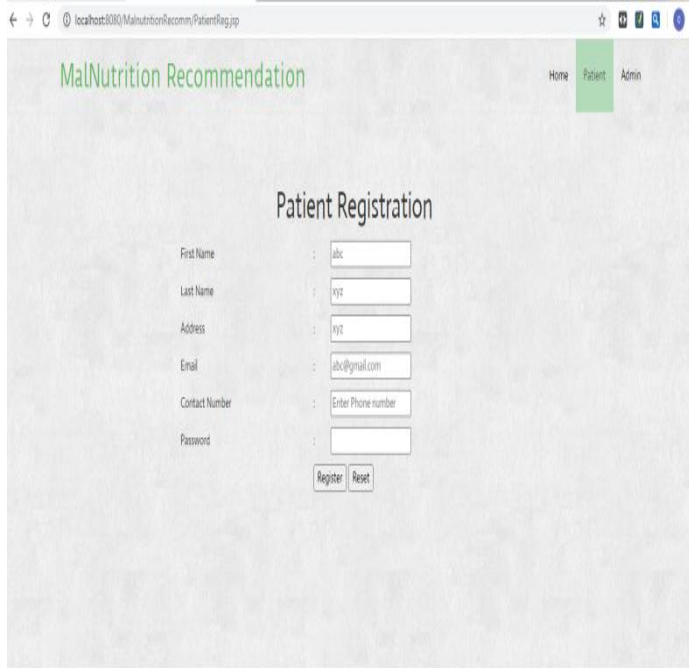 localhost:8080/MalnutritionRecomm/PatientReg.jsp
MalNutrition Recommendation
Home Patient Admin
Patient Registration
First Name : abc
Last Name : xyz
Address : xyz
Email : abc@gmail.com
Contact Number : Enter Phone number
Password :
Register Reset